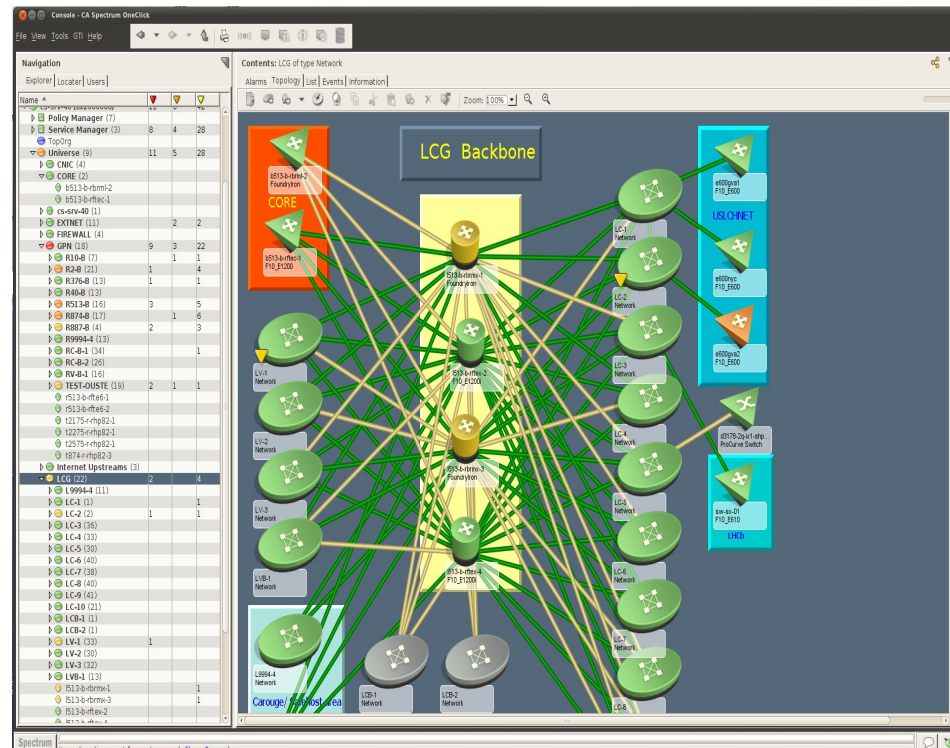 Console - CA Spectrum OneClick
File View Tools GTI Help
Navigation
Explorer Locater Users
Name
Policy Manager (7)
Service Manager (3) 8 4 28
TopOrg
Universe (9) 11 5 28
CNIC (4)
CORE (2)
b513-b-rbrml-2
b513-b-rftec-1
cs-srv-40 (1)
EXTNET (11) 2 2
FIREWALL (4)
GPN (18) 9 3 22
R10-B (7) 1 1
R2-B (21) 1 4
R376-B (13) 1 1
R40-B (13)
R513-B (16) 3 5
R874-B (17) 1 6
R887-B (4) 2 3
R9994-4 (13)
RC-B-1 (34) 1
RC-B-2 (26)
RV-B-1 (16)
TEST-OUSTE (19) 2 1 1
r513-b-rfte6-1
r513-b-rfte6-2
t2175-r-rhp82-1
t2275-r-rhp82-1
t2575-r-rhp82-1
t874-r-rhp82-3
Internet Upstreams (3)
LCG (22) 2 4
L9994-4 (11)
LC-1 (1) 1
LC-2 (2) 1 1
LC-3 (36)
LC-4 (33)
LC-5 (30)
LC-6 (40)
LC-7 (38)
LC-8 (40)
LC-9 (41)
LC-10 (21)
LCB-1 (1)
LCB-2 (1)
LV-1 (33) 1
LV-2 (30)
LV-3 (32)
LVB-1 (13)
l513-b-rbrmx-1 1
l513-b-rbrmx-3 1
l513-b-rftex-2
Contents: LCG of type Network
Alarms Topology List Events Information
Zoom: 100%
LCG Backbone
b513-b-rbrml-2
FoundryIron
CORE
b513-b-rftec-1
F10_E1200
l513-b-rbrmx-1
FoundryIron
l513-b-rftex-2
F10_E1200i
l513-b-rbrmx-3
FoundryIron
l513-b-rftex-4
F10_E1200i
LV-1
Network
LV-2
Network
LV-3
Network
LVB-1
Network
L9994-4
Network
LCB-1
Network
LCB-2
Network
LC-1
Network
LC-2
Network
LC-3
Network
LC-4
Network
LC-5
Network
LC-6
Network
LC-7
Network
LC-8
e600gva1
F10_E600
USLCHNET
e600nyc
F10_E600
e600gva2
F10_E600
d3178-2q-ix1-shp...
ProCurve Switch
sw-sx-01
F10_E610
LHCb
Carouge/ area
Spectrum